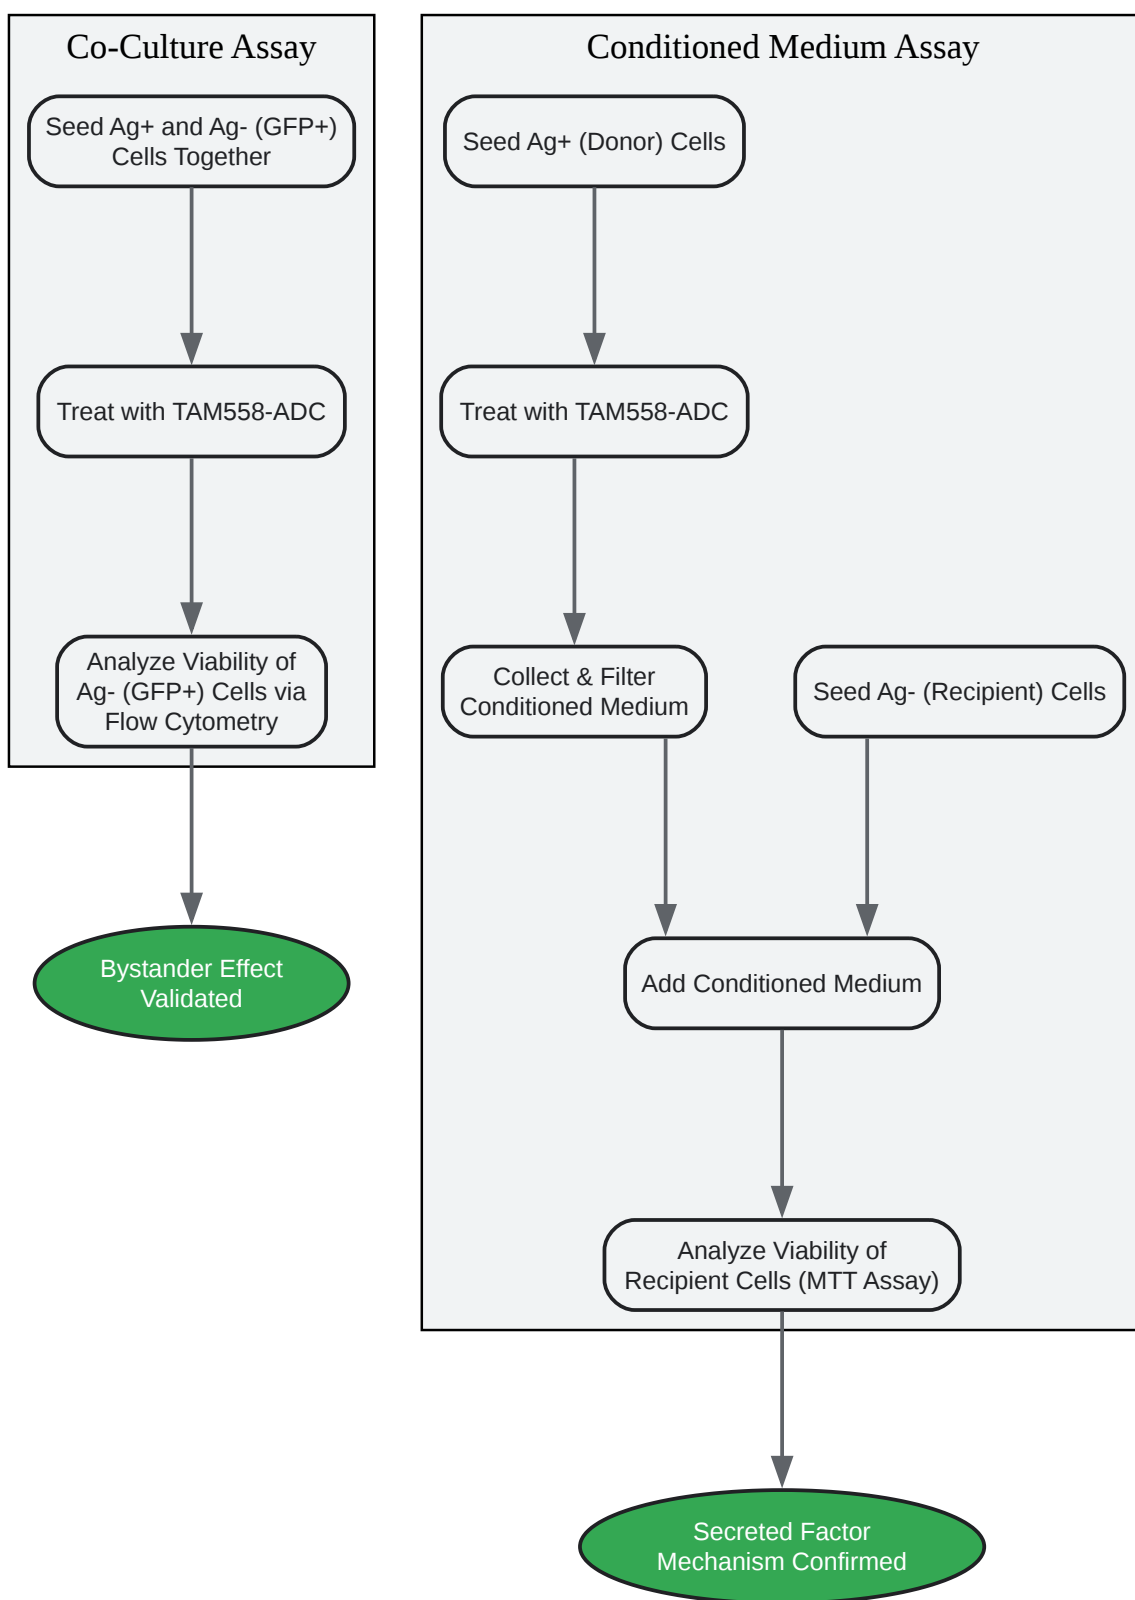 Co-Culture Assay
Seed Ag+ and Ag- (GFP+)
Cells Together
Treat with TAM558-ADC
Analyze Viability of
Ag- (GFP+) Cells via
Flow Cytometry
Bystander Effect
Validated
Conditioned Medium Assay
Seed Ag+ (Donor) Cells
Treat with TAM558-ADC
Collect & Filter
Conditioned Medium
Seed Ag- (Recipient) Cells
Add Conditioned Medium
Analyze Viability of
Recipient Cells (MTT Assay)
Secreted Factor
Mechanism Confirmed